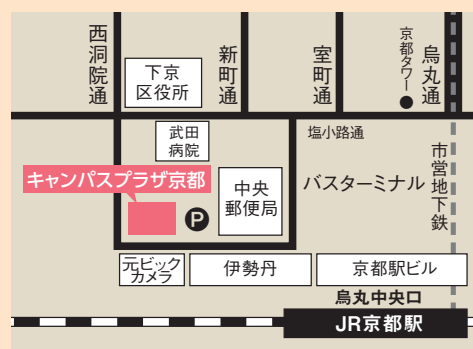 西洞院通
新町通
室町通
京都タワー
烏丸通
下京
区役所
武田
病院
塩小路通
市営地下鉄
キャンパスプラザ京都
中央
郵便局
バスターミナル
P
元ビック
カメラ
伊勢丹
京都駅ビル
烏丸中央口
JR京都駅